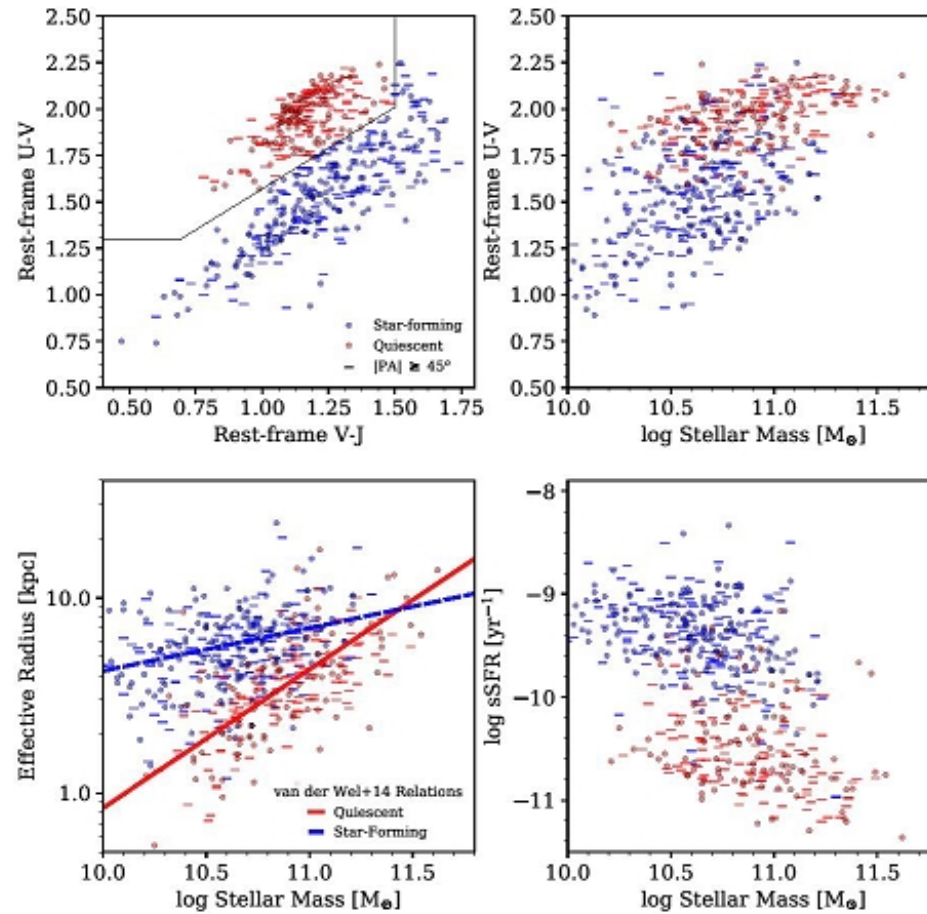 2.50
2.25
2.00
1.75
1.50
1.25
1.00
0.75
0.50
Rest-frame U-V
0.50 0.75 1.00 1.25 1.50 1.75
Rest-frame V-J
Star-forming
Quiescent
|PA| ≥ 45°
2.50
2.25
2.00
1.75
1.50
1.25
1.00
0.75
0.50
Rest-frame U-V
10.0 10.5 11.0 11.5
log Stellar Mass [M⊙]
10.0
1.0
Effective Radius [kpc]
van der Wel+14 Relations
Quiescent
Star-Forming
10.0 10.5 11.0 11.5
log Stellar Mass [M⊙]
−8
−9
−10
−11
log sSFR [yr⁻¹]
10.0 10.5 11.0 11.5
log Stellar Mass [M⊙]